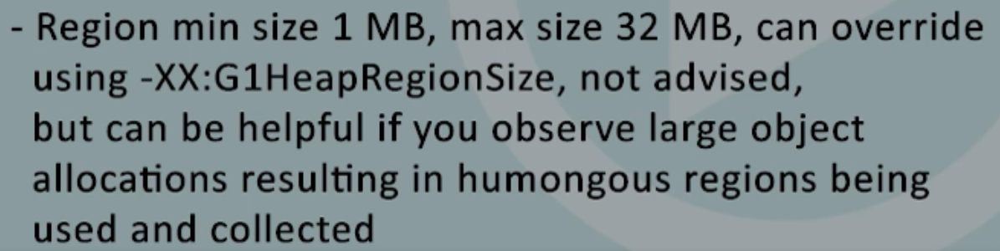 - Region min size 1 MB, max size 32 MB, can override
using -XX:G1HeapRegionSize, not advised,
but can be helpful if you observe large object
allocations resulting in humongous regions being
used and collected